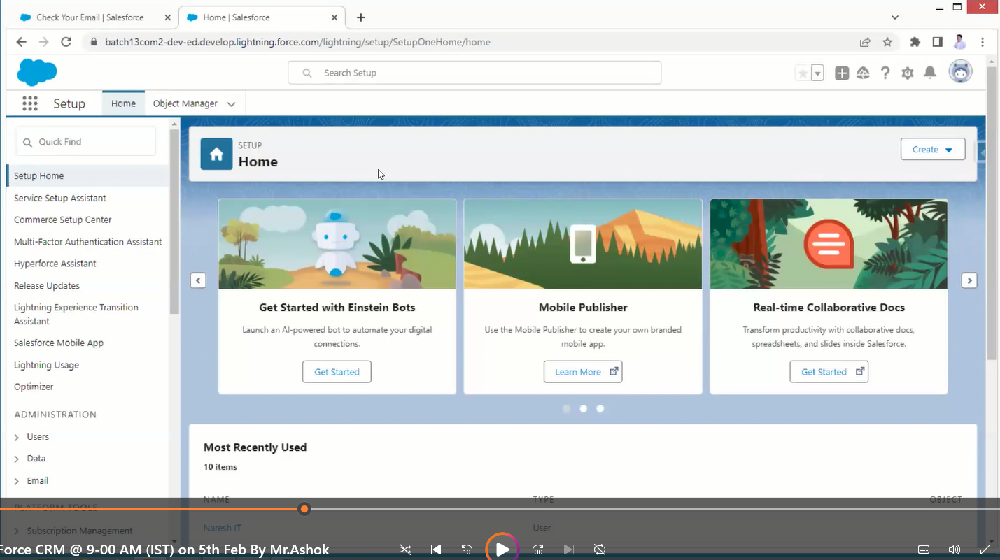 Check Your Email | Salesforce
Home | Salesforce
batch13com2-dev-ed.develop.lightning.force.com/lightning/setup/SetupOneHome/home
Search Setup
Setup
Home
Object Manager
Quick Find
Setup Home
Service Setup Assistant
Commerce Setup Center
Multi-Factor Authentication Assistant
Hyperforce Assistant
Release Updates
Lightning Experience Transition
Assistant
Salesforce Mobile App
Lightning Usage
Optimizer
ADMINISTRATION
Users
Data
Email
PLATFORM TOOLS
Subscription Management
SETUP
Home
Create
Get Started with Einstein Bots
Launch an AI-powered bot to automate your digital
connections.
Get Started
Mobile Publisher
Use the Mobile Publisher to create your own branded
mobile app.
Learn More
Real-time Collaborative Docs
Transform productivity with collaborative docs,
spreadsheets, and slides inside Salesforce.
Get Started
Most Recently Used
10 items
NAME TYPE OBJECT
Naresh IT User
Force CRM @ 9-00 AM (IST) on 5th Feb By Mr.Ashok
10
30